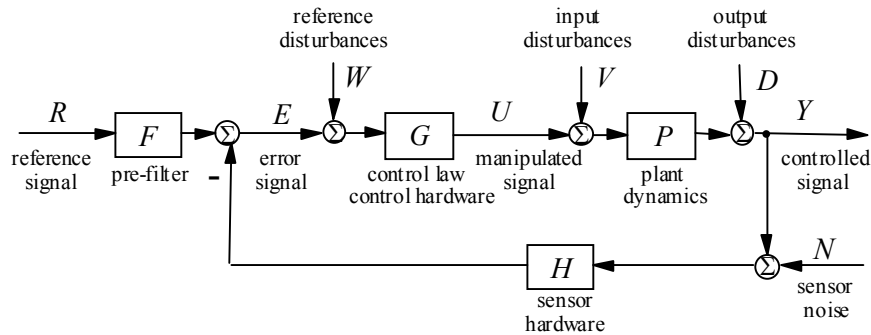 reference
disturbances
W
input
disturbances
V
output
disturbances
D
R
reference
signal
F
pre-filter
Σ
-
E
error
signal
Σ
G
control law
control hardware
U
manipulated
signal
Σ
P
plant
dynamics
Σ
Y
controlled
signal
H
sensor
hardware
Σ
N
sensor
noise